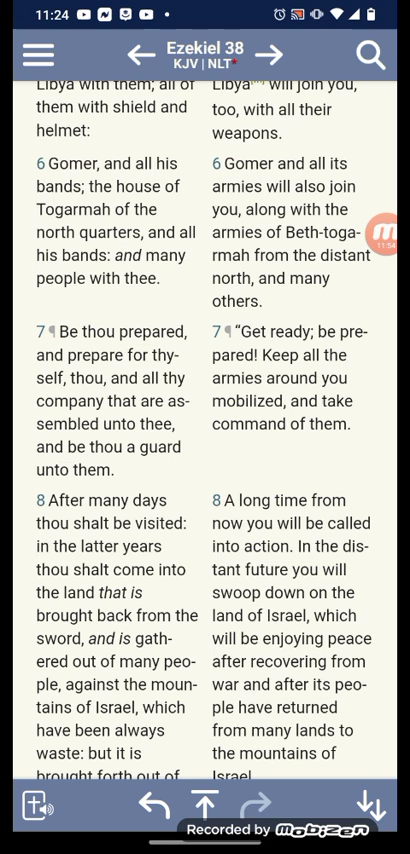 11:24
Ezekiel 38
KJV | NLT*
Libya with them; all of
them with shield and
helmet:
6 Gomer, and all his
bands; the house of
Togarmah of the
north quarters, and all
his bands: and many
people with thee.
7 ¶ Be thou prepared,
and prepare for thy-
self, thou, and all thy
company that are as-
sembled unto thee,
and be thou a guard
unto them.
8 After many days
thou shalt be visited:
in the latter years
thou shalt come into
the land that is
brought back from the
sword, and is gath-
ered out of many peo-
ple, against the moun-
tains of Israel, which
have been always
waste: but it is
brought forth out of
Libya will join you,
too, with all their
weapons.
6 Gomer and all its
armies will also join
you, along with the
armies of Beth-toga-
rmah from the distant
north, and many
others.
7 ¶ “Get ready; be pre-
pared! Keep all the
armies around you
mobilized, and take
command of them.
8 A long time from
now you will be called
into action. In the dis-
tant future you will
swoop down on the
land of Israel, which
will be enjoying peace
after recovering from
war and after its peo-
ple have returned
from many lands to
the mountains of
Israel
11:54
Recorded by mobizen